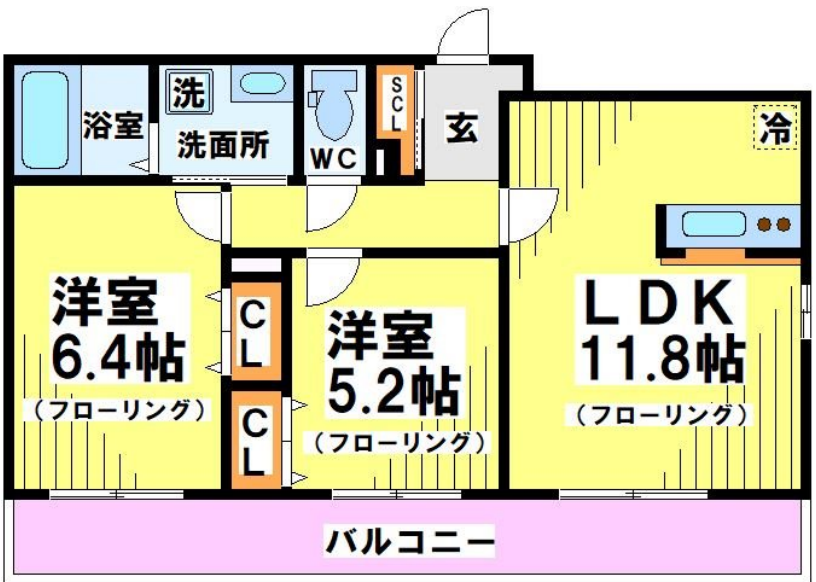 浴室
洗
洗面所
WC
SCL
玄
冷
洋室
6.4帖
(フローリング)
CL
CL
洋室
5.2帖
(フローリング)
LDK
11.8帖
(フローリング)
バルコニー